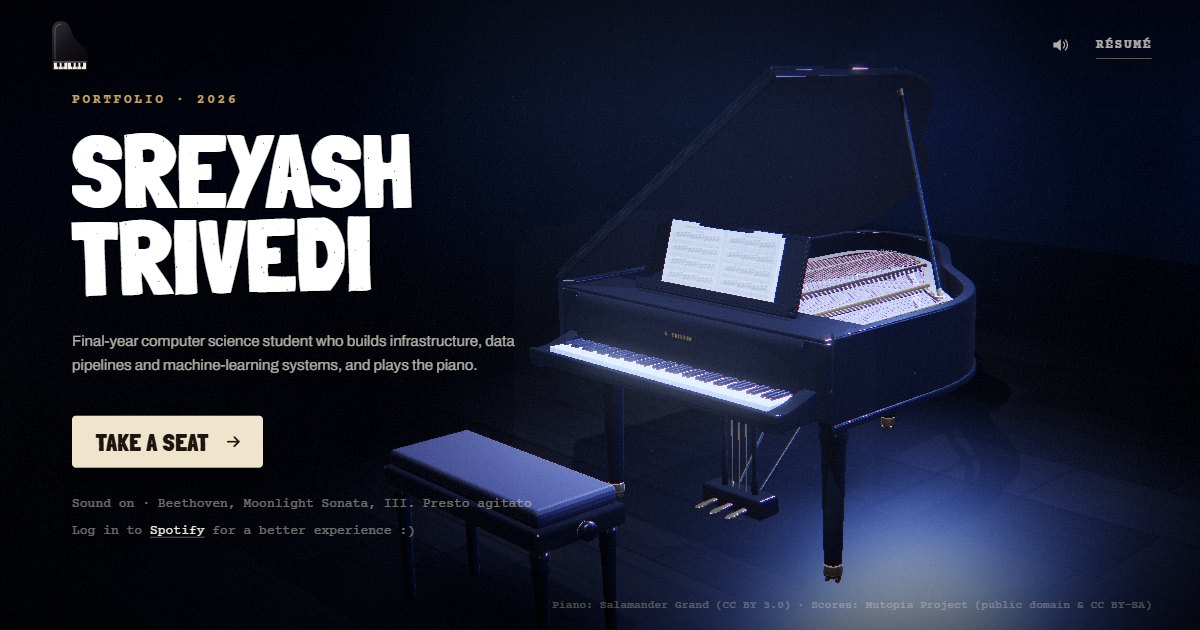 RÉSUMÉ
PORTFOLIO · 2026
SREYASH
TRIVEDI
Final-year computer science student who builds infrastructure, data
pipelines and machine-learning systems, and plays the piano.
S. TRIVEDI
TAKE A SEAT →
Sound on · Beethoven, Moonlight Sonata, III. Presto agitato
Log in to Spotify for a better experience :)
Piano: Salamander Grand (CC BY 3.0) · Scores: Mutopia Project (public domain & CC BY-SA)